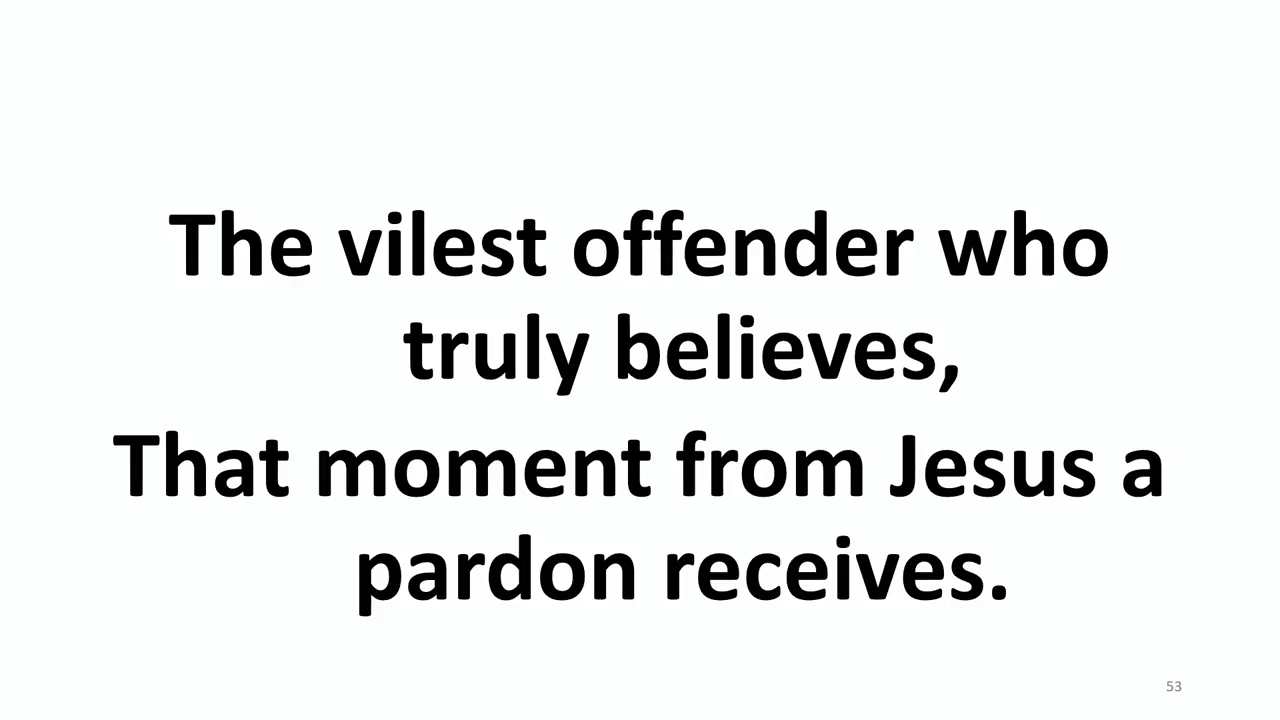 The vilest offender who
truly believes,
That moment from Jesus a
pardon receives.
53